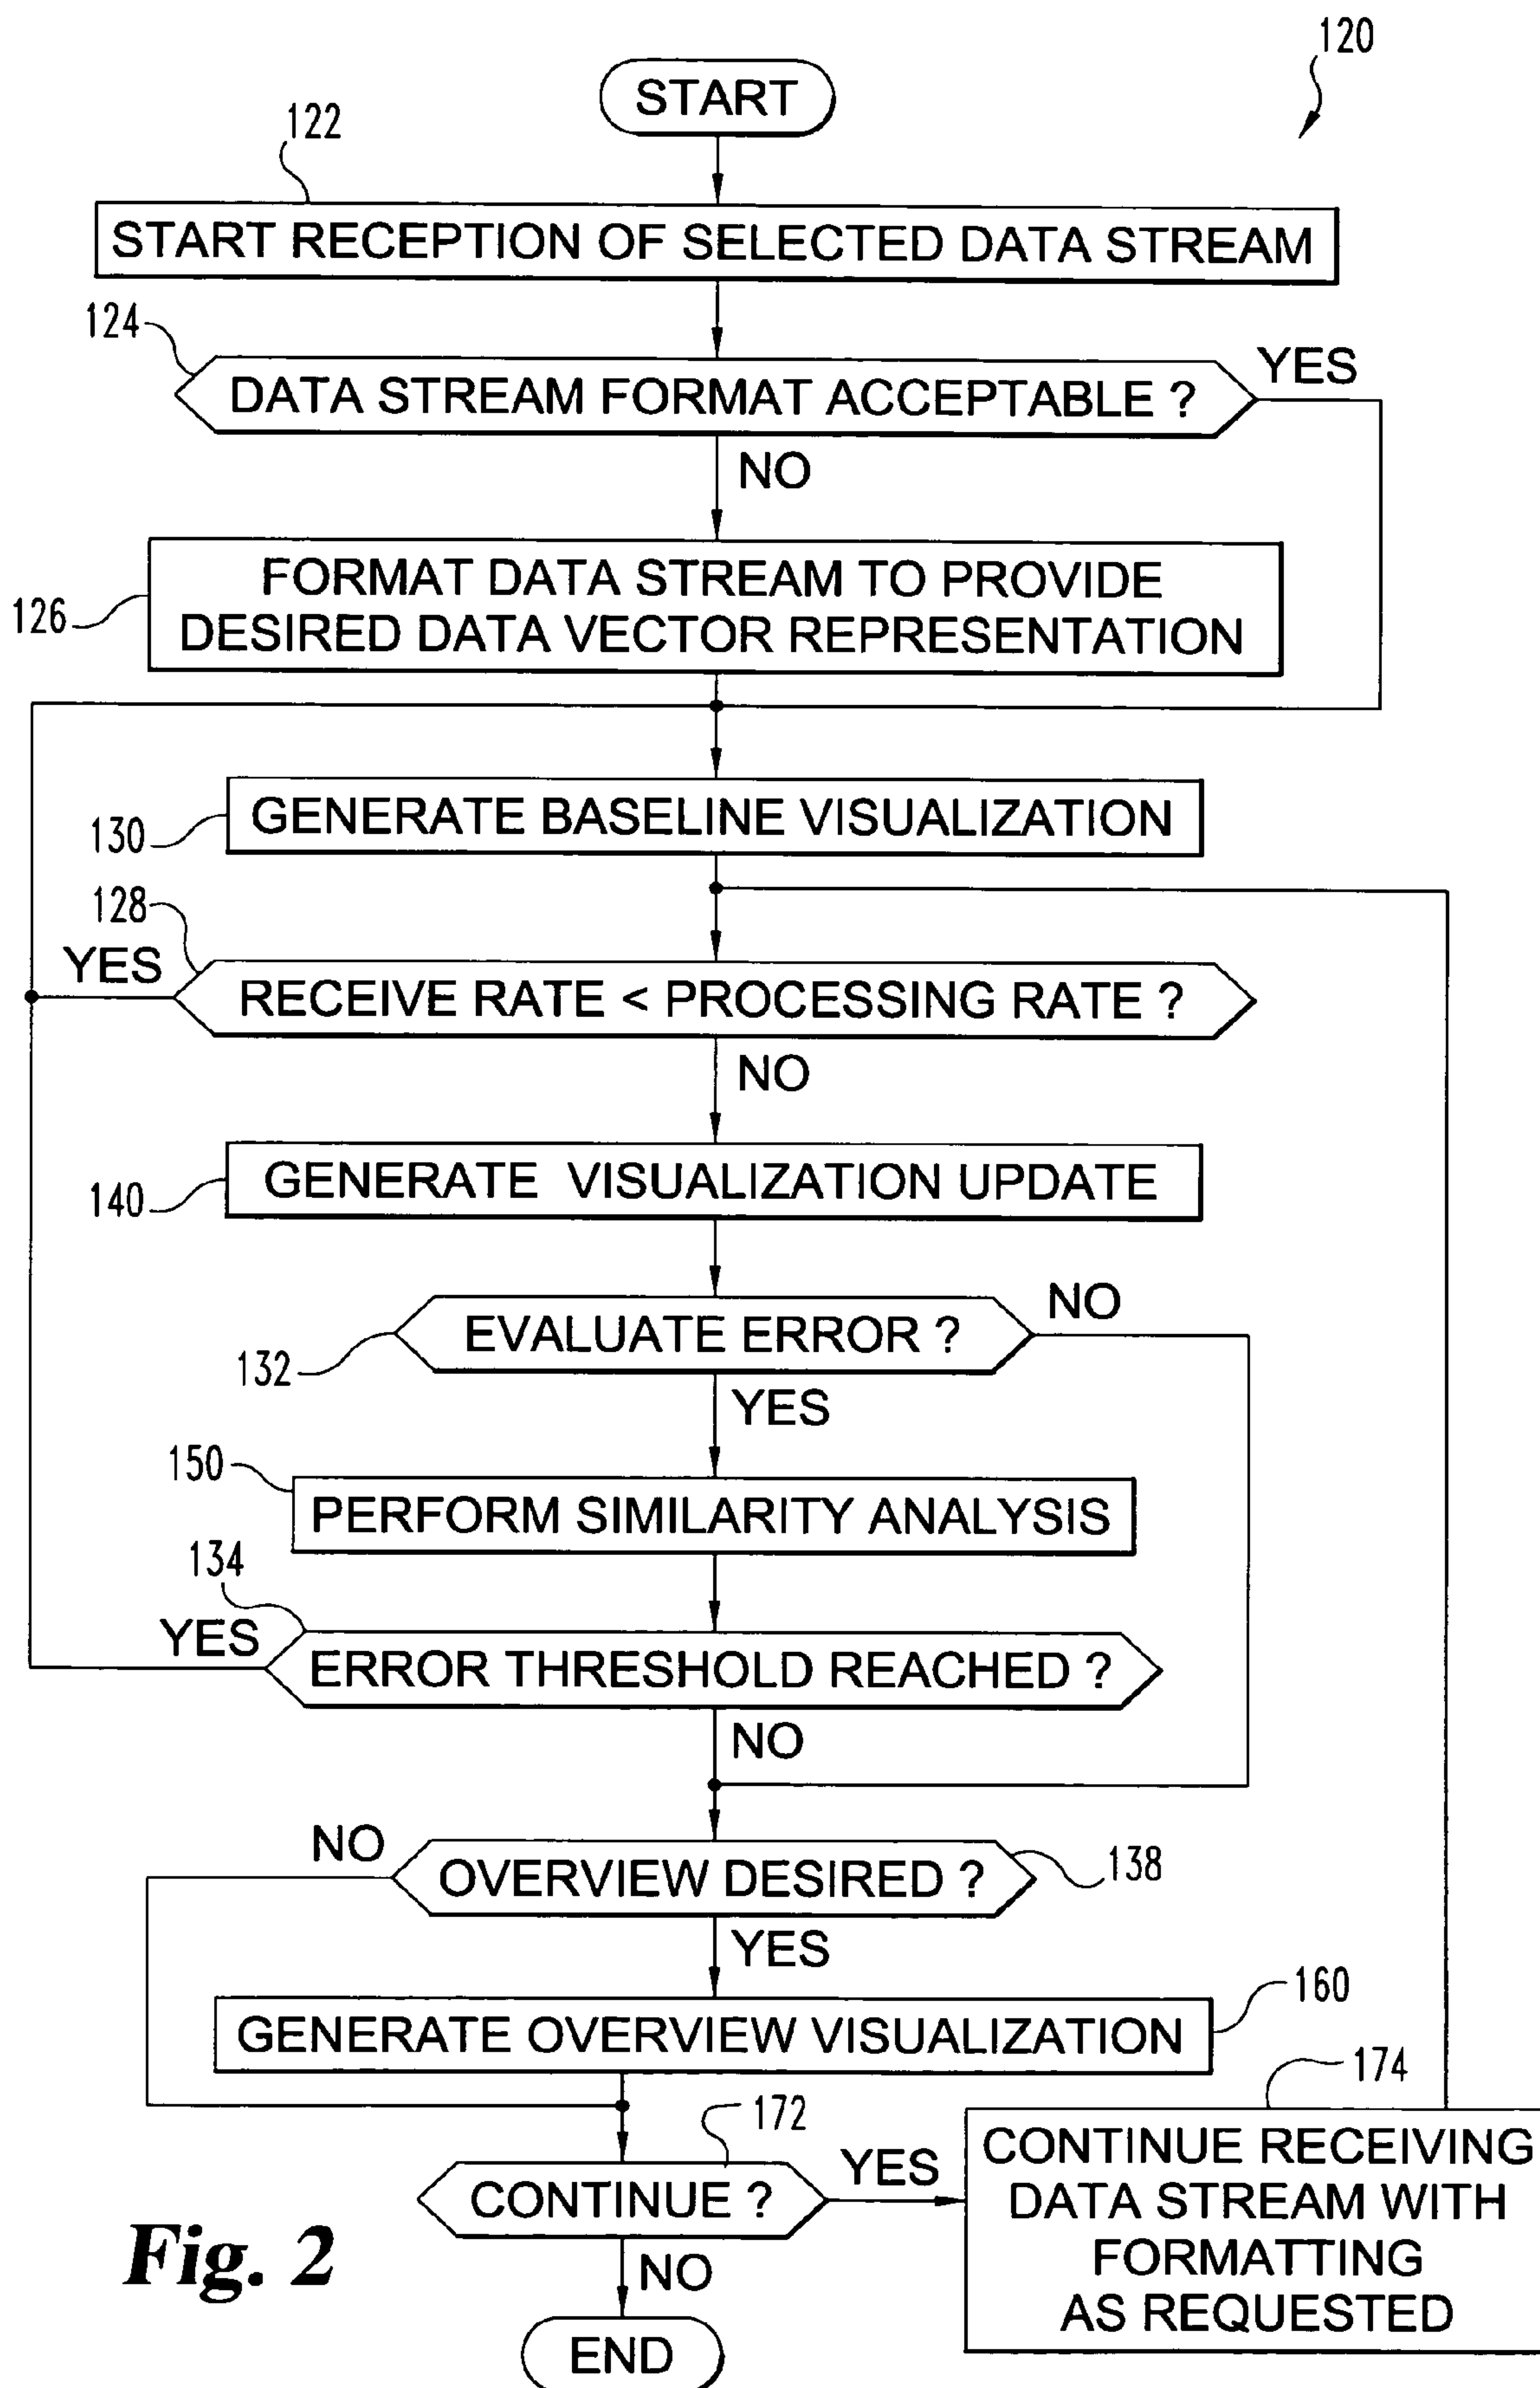 120
START
122
START RECEPTION OF SELECTED DATA STREAM
124
DATA STREAM FORMAT ACCEPTABLE ?
YES
NO
126
FORMAT DATA STREAM TO PROVIDE
DESIRED DATA VECTOR REPRESENTATION
130
GENERATE BASELINE VISUALIZATION
128
YES
RECEIVE RATE < PROCESSING RATE ?
NO
140
GENERATE VISUALIZATION UPDATE
132
EVALUATE ERROR ?
NO
YES
150
PERFORM SIMILARITY ANALYSIS
134
YES
ERROR THRESHOLD REACHED ?
NO
NO
OVERVIEW DESIRED ?
138
YES
GENERATE OVERVIEW VISUALIZATION
160
172
CONTINUE ?
YES
174
CONTINUE RECEIVING
DATA STREAM WITH
FORMATTING
AS REQUESTED
NO
END
Fig. 2